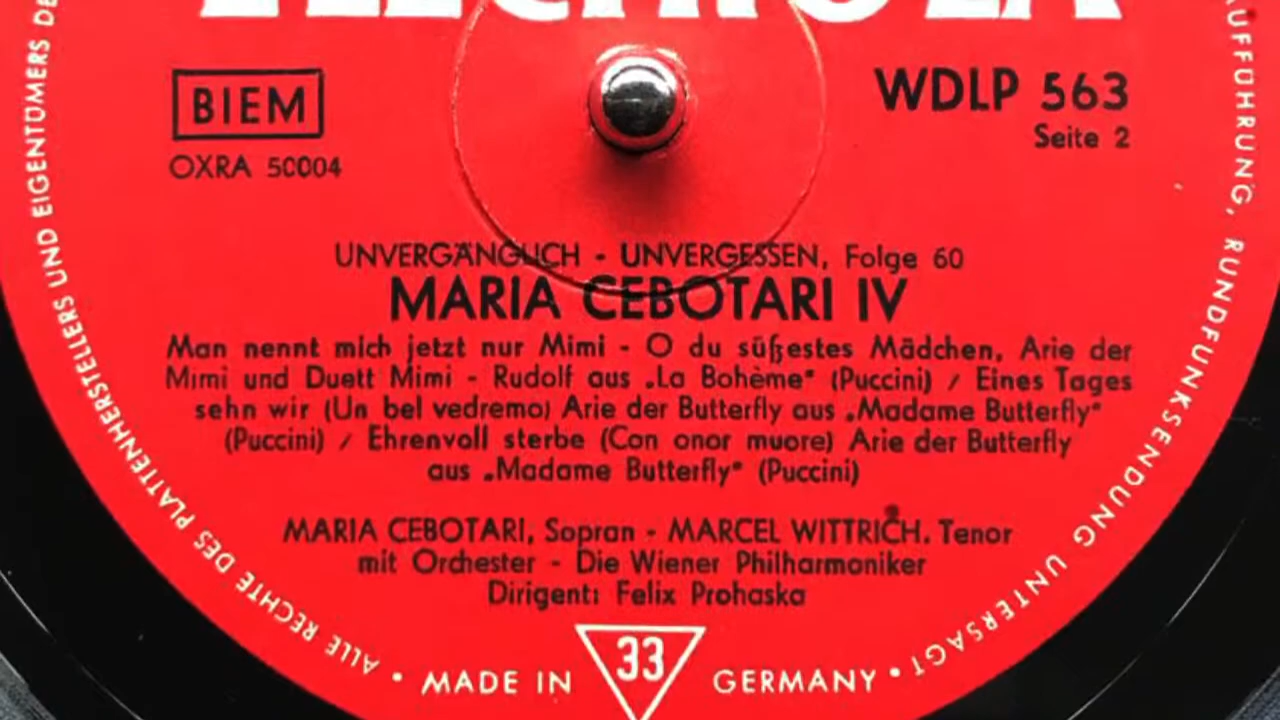 ELECTROLA
BIEM
OXRA 50004
WDLP 563
Seite 2
UNVERGÄNGLICH - UNVERGESSEN, Folge 60
MARIA CEBOTARI IV
Man nennt mich jetzt nur Mimi - O du süßestes Mädchen, Arie der
Mimi und Duett Mimi - Rudolf aus „La Bohème" (Puccini) / Eines Tages
sehn wir (Un bel vedremo) Arie der Butterfly aus „Madame Butterfly"
(Puccini) / Ehrenvoll sterbe (Con onor muore) Arie der Butterfly
aus „Madame Butterfly" (Puccini)
MARIA CEBOTARI, Sopran - MARCEL WITTRICH, Tenor
mit Orchester - Die Wiener Philharmoniker
Dirigent: Felix Prohaska
33
• MADE IN GERMANY •
ALLE RECHTE DES PLATTENHERSTELLERS UND EIGENTÜMERS
AUFFÜHRUNG, RUNDFUNKSENDUNG UNTERSAGT